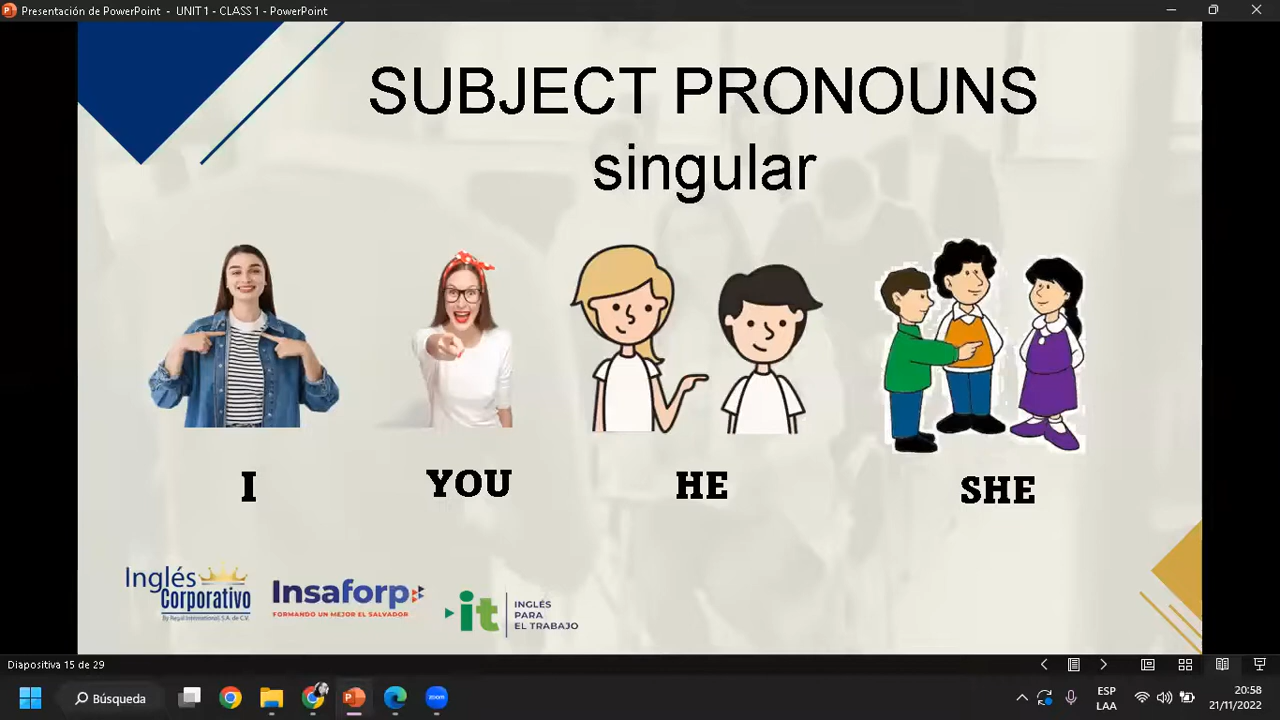 Presentación de PowerPoint - UNIT 1 - CLASS 1 - PowerPoint
SUBJECT PRONOUNS
singular
I
YOU
HE
SHE
Inglés
Corporativo
By Royal International, S.A. de C.V.
Insaforp
FORMANDO UN MEJOR EL SALVADOR
it
INGLÉS
PARA
EL TRABAJO
Diapositiva 15 de 29
Búsqueda
zoom
ESP
LAA
20:58
21/11/2022